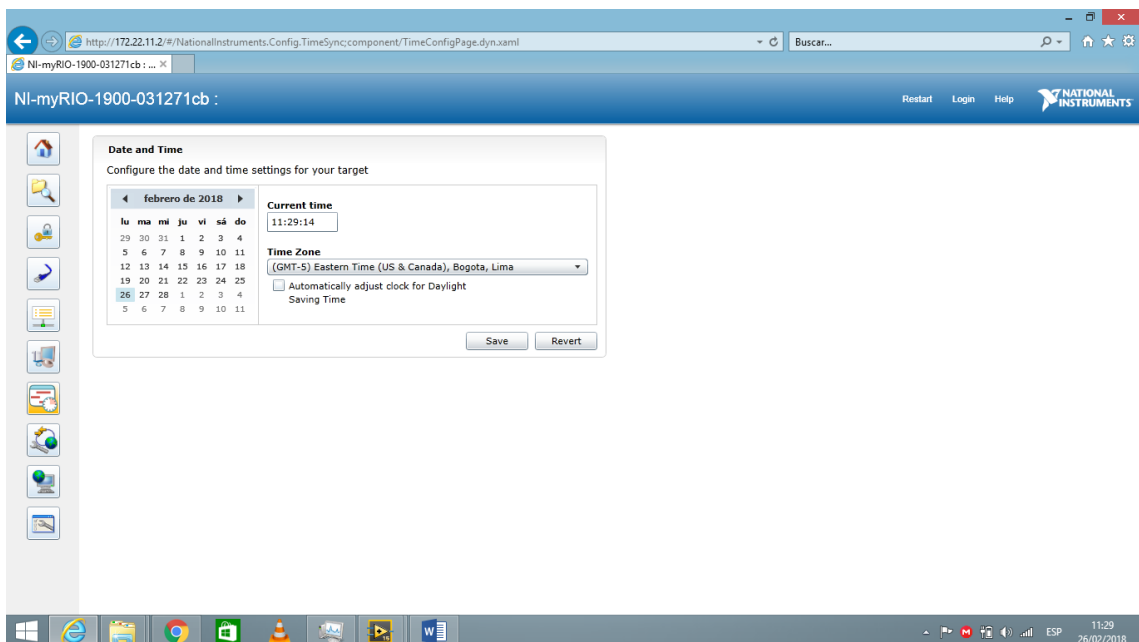 http://172.22.11.2/#/NationalInstruments.Config.TimeSync;component/TimeConfigPage.dyn.xaml
Buscar...
NI-myRIO-1900-031271cb : ...
NI-myRIO-1900-031271cb :
Restart Login Help NATIONAL INSTRUMENTS
Date and Time
Configure the date and time settings for your target
febrero de 2018
lu ma mi ju vi sá do
29 30 31 1 2 3 4
5 6 7 8 9 10 11
12 13 14 15 16 17 18
19 20 21 22 23 24 25
26 27 28 1 2 3 4
5 6 7 8 9 10 11
Current time
11:29:14
Time Zone
(GMT-5) Eastern Time (US & Canada), Bogota, Lima
Automatically adjust clock for Daylight
Saving Time
Save Revert
ESP
11:29
26/02/2018